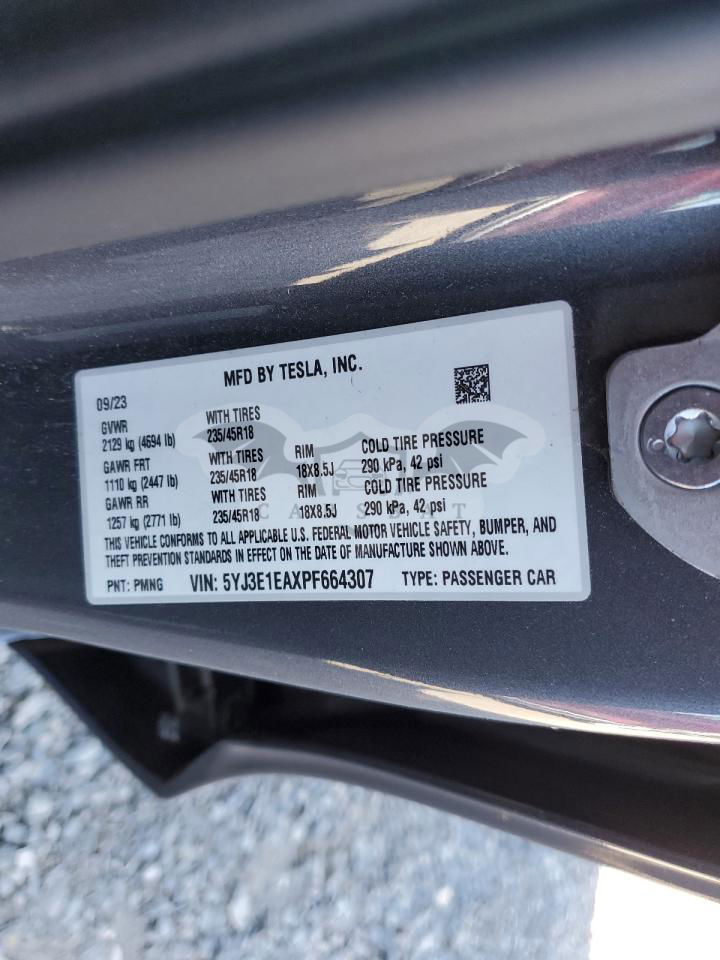 MFD BY TESLA, INC.
09/23
GVWR WITH TIRES
2129 kg (4694 lb) 235/45R18
GAWR FRT WITH TIRES RIM COLD TIRE PRESSURE
1110 kg (2447 lb) 235/45R18 18X8.5J 290 kPa, 42 psi
GAWR RR WITH TIRES RIM COLD TIRE PRESSURE
1257 kg (2771 lb) 235/45R18 18X8.5J 290 kPa, 42 psi
THIS VEHICLE CONFORMS TO ALL APPLICABLE U.S. FEDERAL MOTOR VEHICLE SAFETY, BUMPER, AND
THEFT PREVENTION STANDARDS IN EFFECT ON THE DATE OF MANUFACTURE SHOWN ABOVE.
PNT: PMNG VIN: 5YJ3E1EAXPF664307 TYPE: PASSENGER CAR